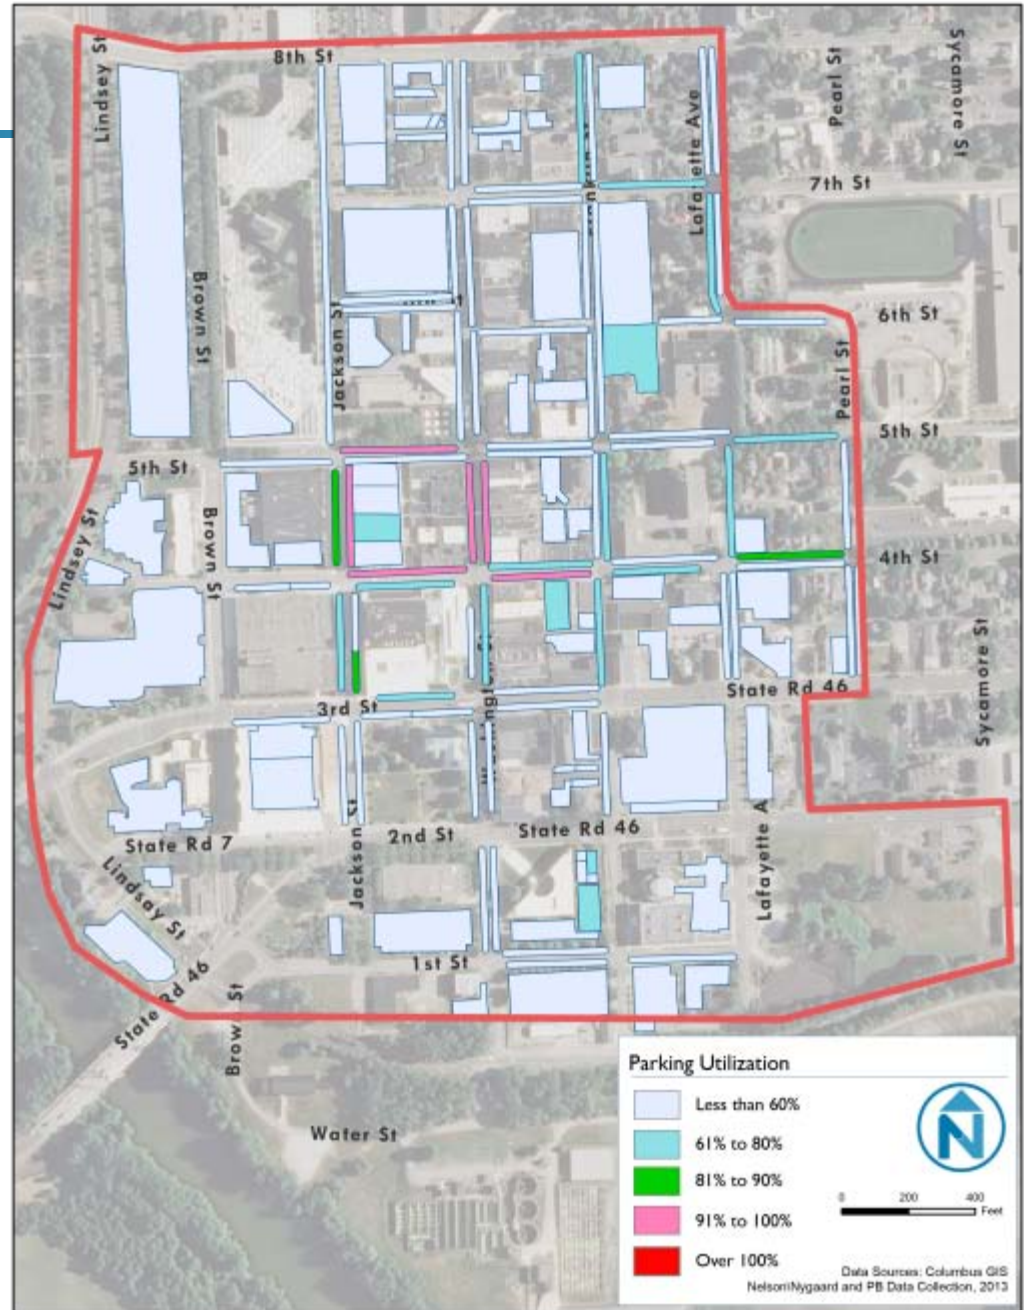 8th St
Lindsey St
Pearl St
Sycamore St
Lafayette Ave
7th St
Brown St
6th St
Jackson St
Pearl St
5th St
5th St
Lindsey St
Brown St
4th St
State Rd 46
3rd St
Sycamore St
2nd St
State Rd 46
State Rd 7
Jackson St
Lafayette A
Lindsay St
1st St
State Rd 46
Brown St
Water St
Parking Utilization
Less than 60%
61% to 80%
81% to 90%
91% to 100%
Over 100%
N
0 200 400
Feet
Data Sources: Columbus GIS
Nelson\Nygaard and PB Data Collection, 2013